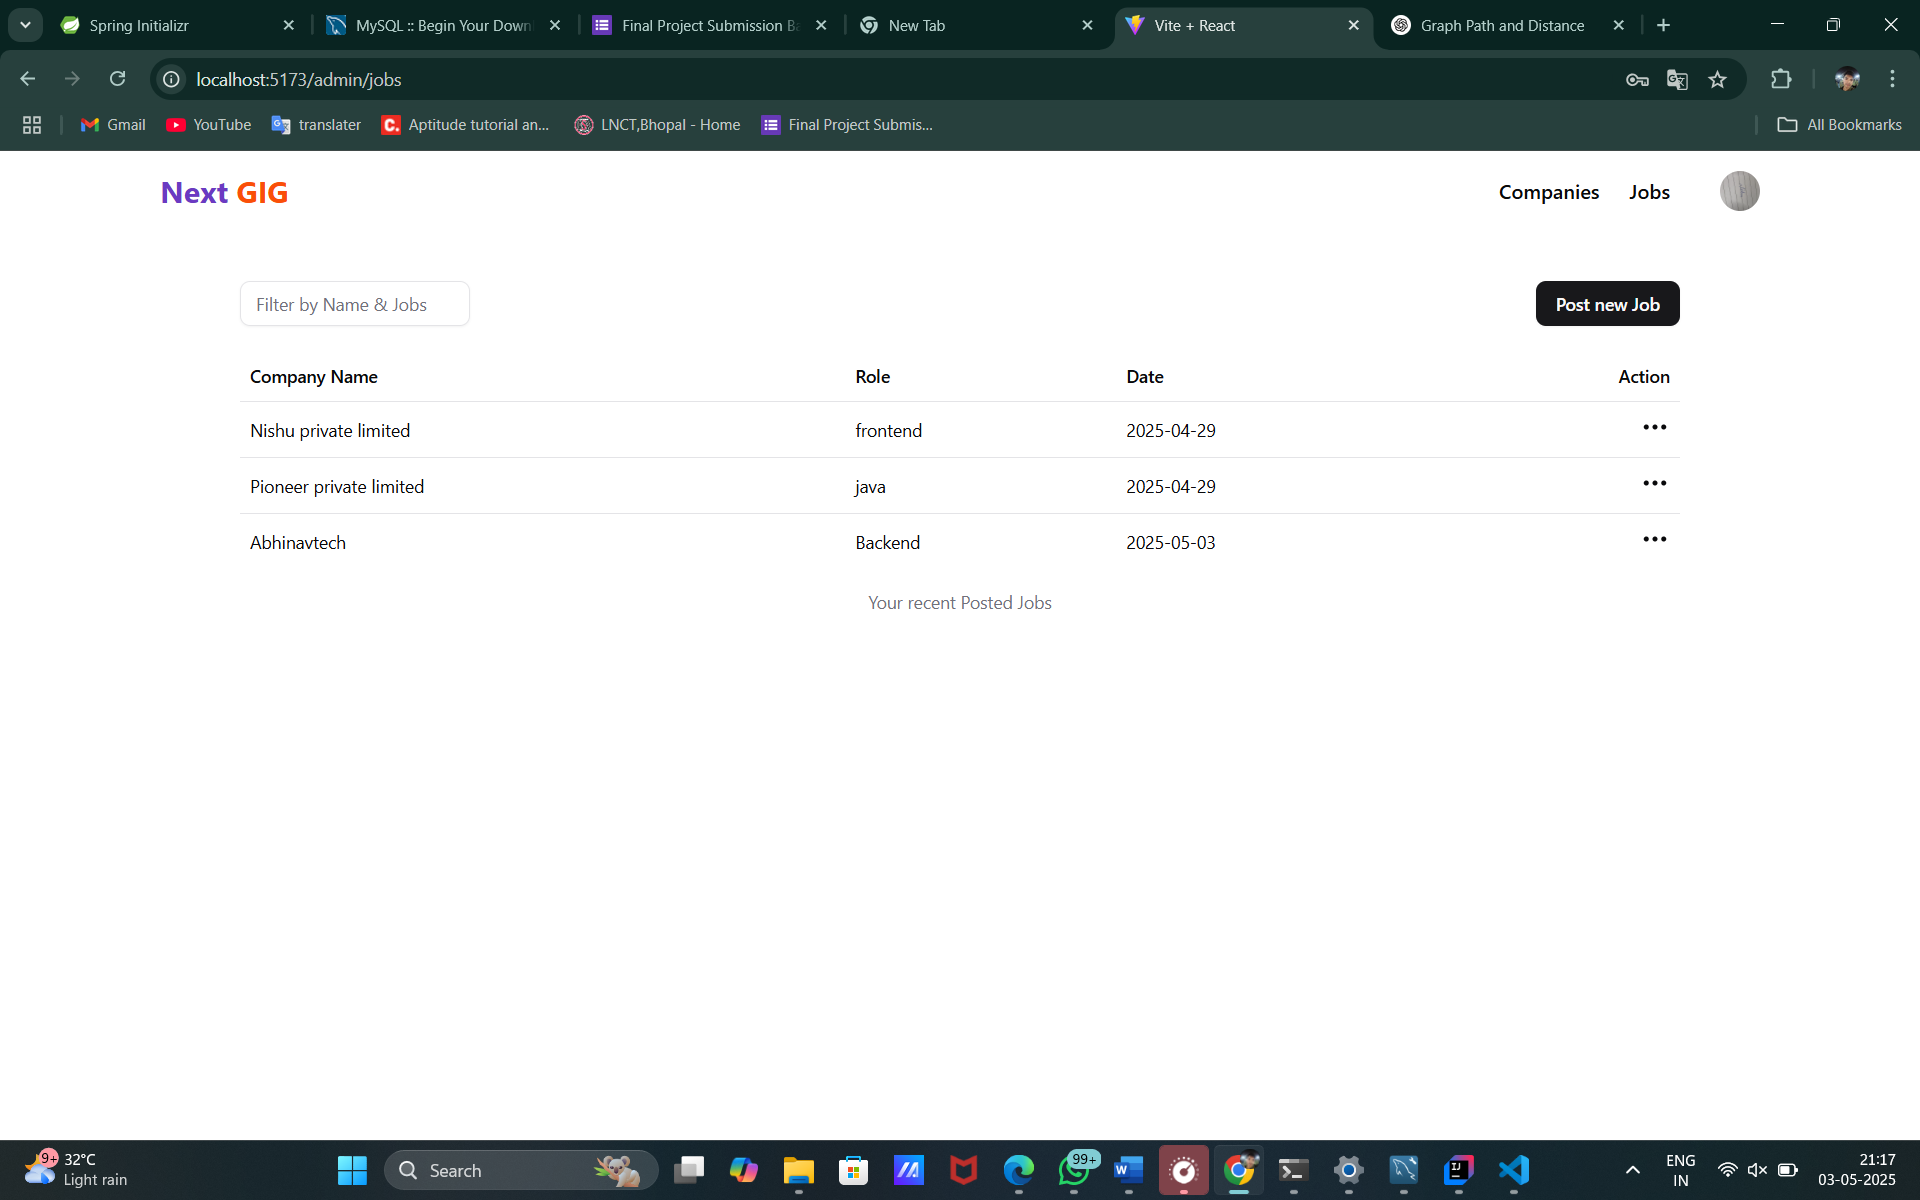 Spring Initializr
MySQL :: Begin Your Down
Final Project Submission Ba
New Tab
Vite + React
Graph Path and Distance
localhost:5173/admin/jobs
Gmail
YouTube
translater
Aptitude tutorial an...
LNCT,Bhopal - Home
Final Project Submis...
All Bookmarks
Next GIG
Companies
Jobs
Filter by Name & Jobs
Post new Job
Company Name Role Date Action
Nishu private limited frontend 2025-04-29
Pioneer private limited java 2025-04-29
Abhinavtech Backend 2025-05-03
Your recent Posted Jobs
9+
32°C
Light rain
Search
99+
ENG
IN
21:17
03-05-2025